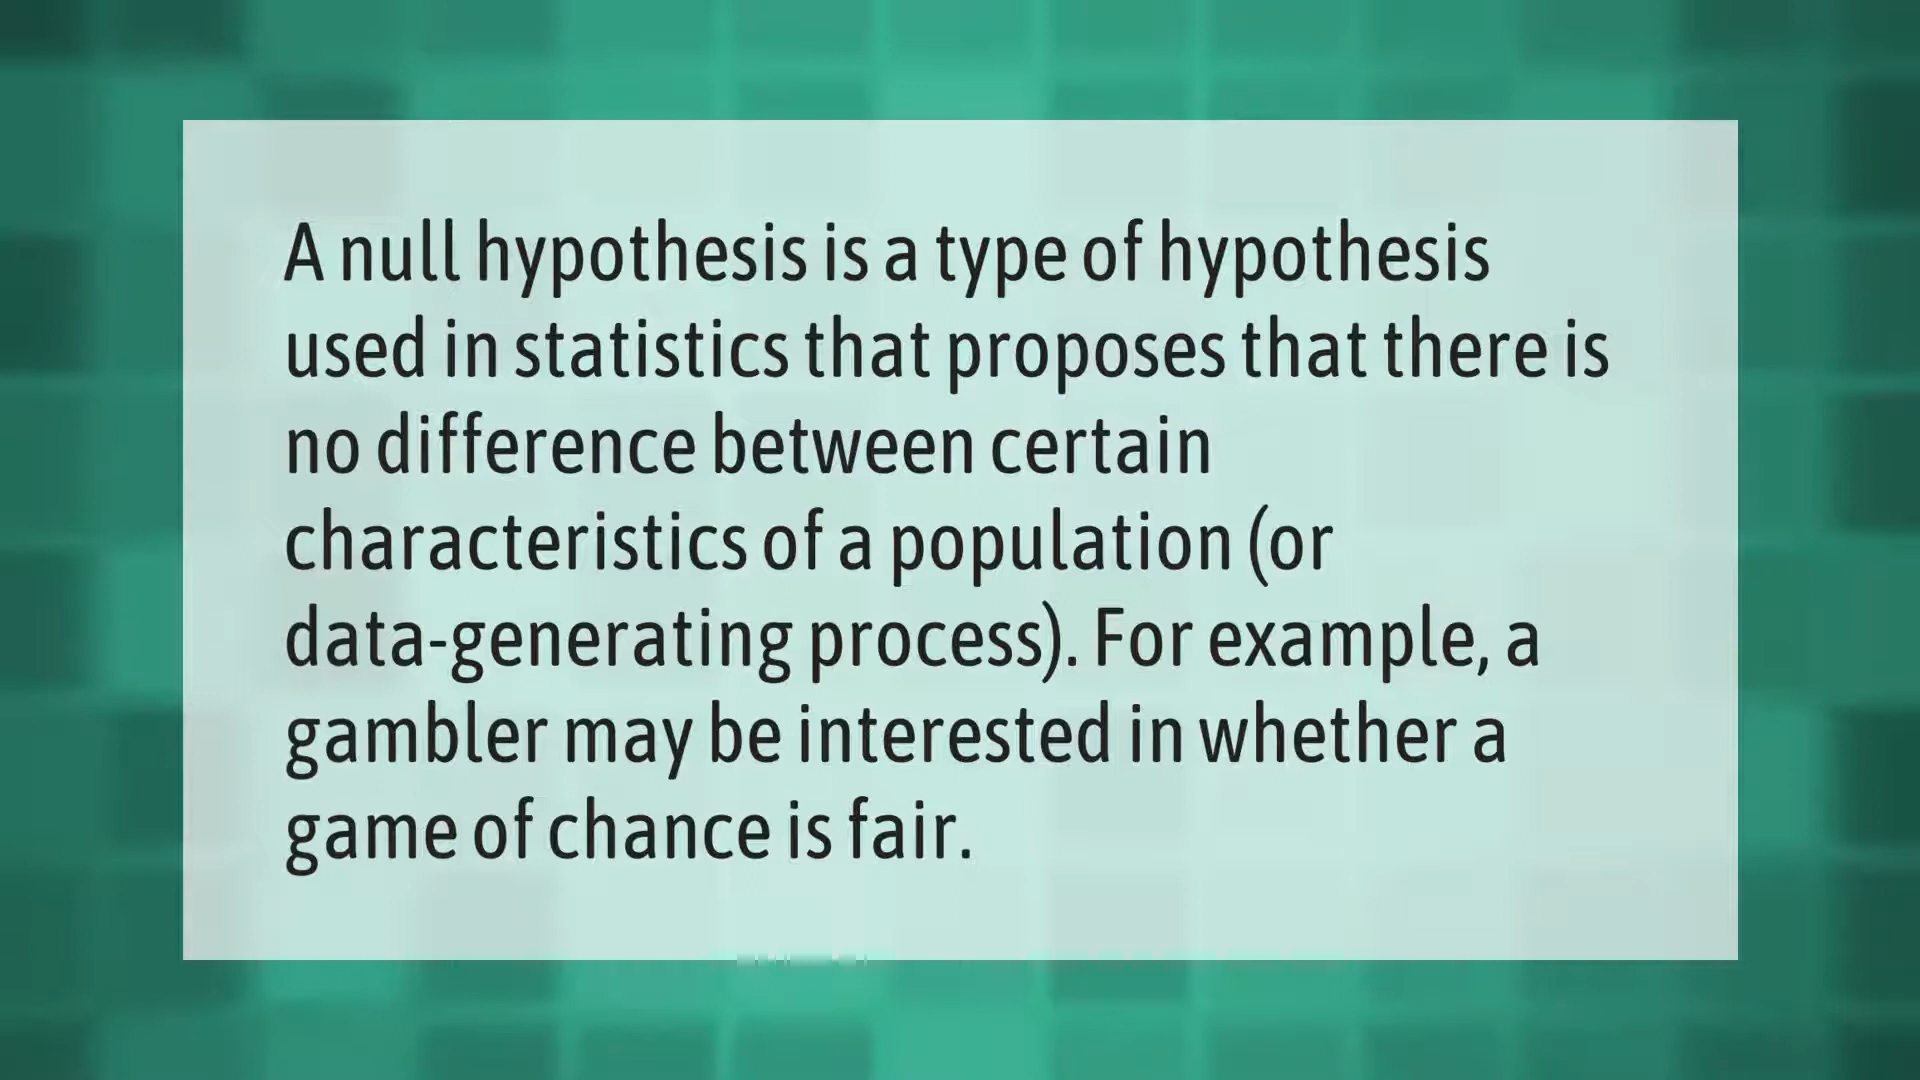 A null hypothesis is a type of hypothesis
used in statistics that proposes that there is
no difference between certain
characteristics of a population (or
data-generating process). For example, a
gambler may be interested in whether a
game of chance is fair.